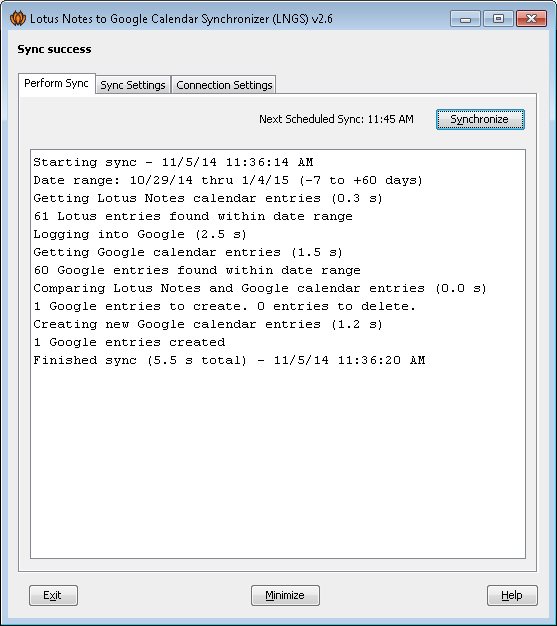 Lotus Notes to Google Calendar Synchronizer (LNGS) v2.6
Sync success
Perform Sync Sync Settings Connection Settings
Next Scheduled Sync: 11:45 AM Synchronize
Starting sync - 11/5/14 11:36:14 AM
Date range: 10/29/14 thru 1/4/15 (-7 to +60 days)
Getting Lotus Notes calendar entries (0.3 s)
61 Lotus entries found within date range
Logging into Google (2.5 s)
Getting Google calendar entries (1.5 s)
60 Google entries found within date range
Comparing Lotus Notes and Google calendar entries (0.0 s)
1 Google entries to create. 0 entries to delete.
Creating new Google calendar entries (1.2 s)
1 Google entries created
Finished sync (5.5 s total) - 11/5/14 11:36:20 AM
Exit Minimize Help